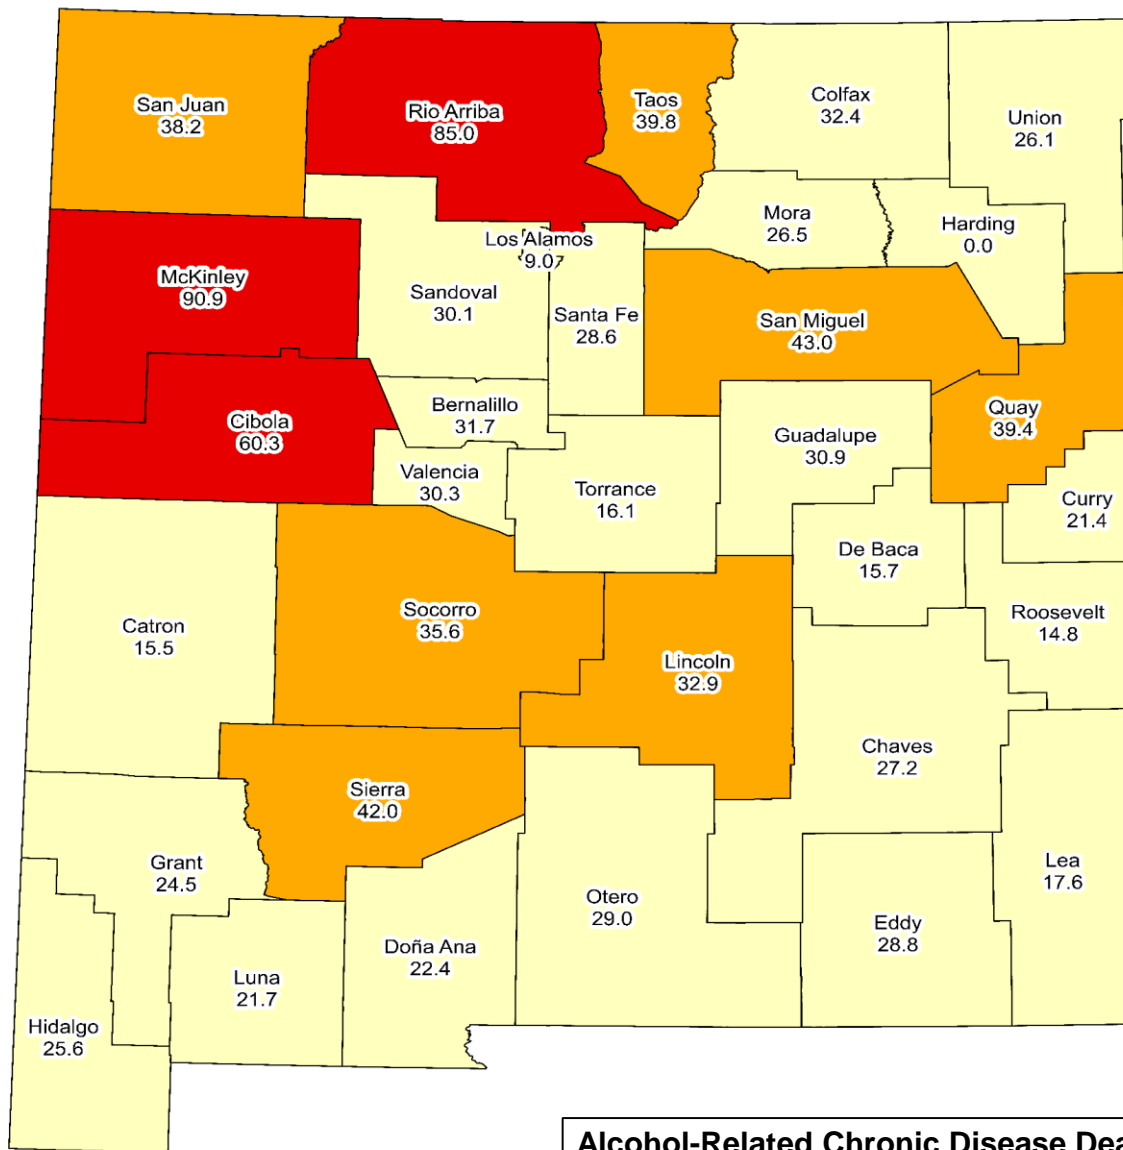 San Juan
38.2
Rio Arriba
85.0
Taos
39.8
Colfax
32.4
Union
26.1
McKinley
90.9
Sandoval
30.1
Los Alamos
9.0
Santa Fe
28.6
Mora
26.5
Harding
0.0
San Miguel
43.0
Cibola
60.3
Bernalillo
31.7
Valencia
30.3
Torrance
16.1
Guadalupe
30.9
Quay
39.4
Curry
21.4
De Baca
15.7
Roosevelt
14.8
Catron
15.5
Socorro
35.6
Lincoln
32.9
Chaves
27.2
Sierra
42.0
Grant
24.5
Otero
29.0
Eddy
28.8
Lea
17.6
Hidalgo
25.6
Luna
21.7
Doña Ana
22.4
Alcohol-Related Chronic Disease Dea